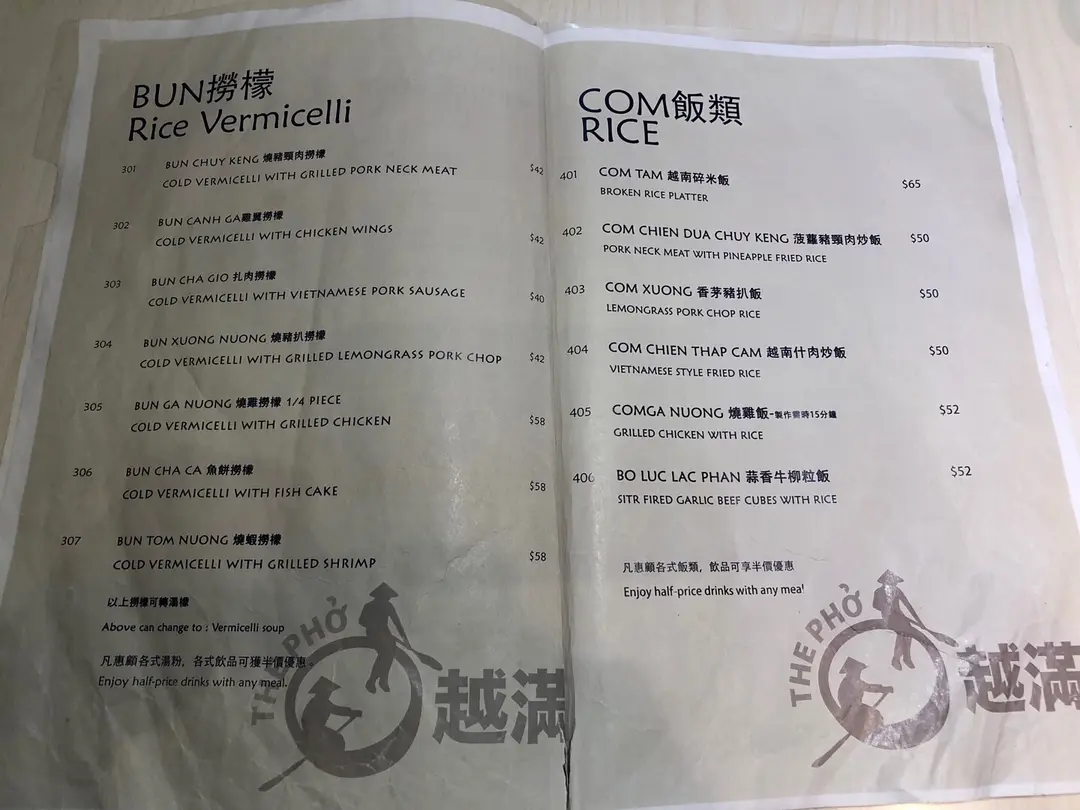 BUN撈檬
Rice Vermicelli
301 BUN CHUY KENG 燒豬頸肉撈檬
COLD VERMICELLI WITH GRILLED PORK NECK MEAT $42
302 BUN CANH GA雞翼撈檬
COLD VERMICELLI WITH CHICKEN WINGS $42
303 BUN CHA GIO 扎肉撈檬
COLD VERMICELLI WITH VIETNAMESE PORK SAUSAGE $40
304 BUN XUONG NUONG 燒豬扒撈檬
COLD VERMICELLI WITH GRILLED LEMONGRASS PORK CHOP $42
305 BUN GA NUONG 燒雞撈檬 1/4 PIECE
COLD VERMICELLI WITH GRILLED CHICKEN $58
306 BUN CHA CA 魚餅撈檬
COLD VERMICELLI WITH FISH CAKE $58
307 BUN TOM NUONG 燒蝦撈檬
COLD VERMICELLI WITH GRILLED SHRIMP $58
以上撈檬可轉湯檬
Above can change to : Vermicelli soup
凡惠顧各式湯粉，各式飲品可獲半價優惠。
Enjoy half-price drinks with any meal.
THE PHỞ
越滿
COM飯類
RICE
401 COM TAM 越南碎米飯 $65
BROKEN RICE PLATTER
402 COM CHIEN DUA CHUY KENG 菠蘿豬頸肉炒飯 $50
PORK NECK MEAT WITH PINEAPPLE FRIED RICE
403 COM XUONG 香茅豬扒飯 $50
LEMONGRASS PORK CHOP RICE
404 COM CHIEN THAP CAM 越南什肉炒飯 $50
VIETNAMESE STYLE FRIED RICE
405 COMGA NUONG 燒雞飯-製作需時15分鐘 $52
GRILLED CHICKEN WITH RICE
406 BO LUC LAC PHAN 蒜香牛柳粒飯 $52
SITR FIRED GARLIC BEEF CUBES WITH RICE
凡惠顧各式飯類，飲品可享半價優惠
Enjoy half-price drinks with any meal
THE PHỞ
越滿